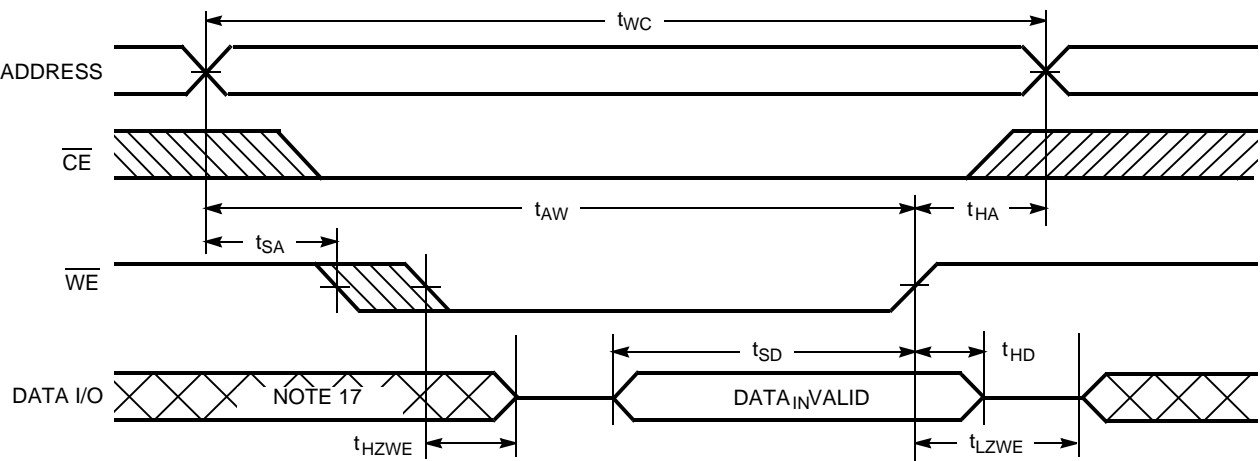 tWC
ADDRESS
CE
tAW
tHA
tSA
WE
tSD
tHD
DATA I/O
NOTE 17
DATAINVALID
tHZWE
tLZWE